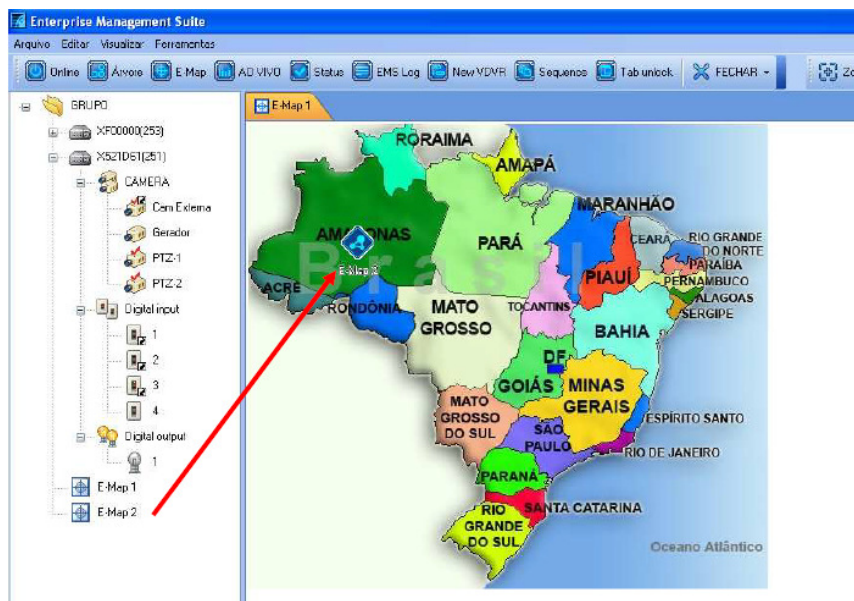 Enterprise Management Suite
Arquivo Editar Visualizar Ferramentas
Online Árvore E-Map AO VIVO Status EMS Log New VDVR Sequence Tab unlock FECHAR
GRUPO
XF00000(253)
X521D61(251)
CÂMERA
Cam Externa
Gerador
PTZ-1
PTZ-2
Digital input
1
2
3
4
Digital output
1
E-Map 1
E-Map 2
E-Map 1
RORAIMA
AMAPÁ
AMAZONAS
PARÁ
MARANHÃO
CEARA
RIO GRANDE
DO NORTE
PARAÍBA
PERNAMBUCO
ALAGOAS
SERGIPE
PIAUÍ
Brasil
E-Map 2
ACRE
RONDÔNIA
MATO
GROSSO
TOCANTINS
BAHIA
DF
GOIÁS
MINAS
GERAIS
MATO
GROSSO
DO SUL
ESPÍRITO SANTO
SÃO
PAULO
RIO DE JANEIRO
PARANÁ
SANTA CATARINA
RIO
GRANDE
DO SUL
Oceano Atlântico